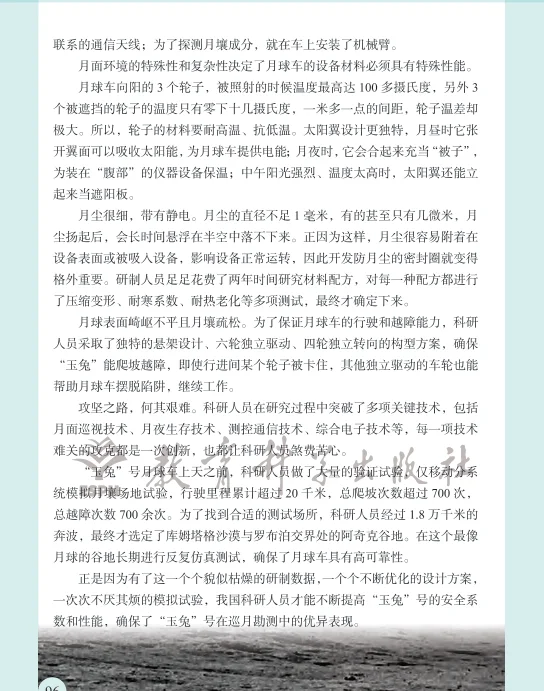 联系的通信天线；为了探测月壤成分，就在车上安装了机械臂。
月面环境的特殊性和复杂性决定了月球车的设备材料必须具有特殊性能。
月球车向阳的 3 个轮子，被照射的时候温度最高达 100 多摄氏度，另外 3
个被遮挡的轮子的温度只有零下十几摄氏度，一米多一点的间距，轮子温差却
极大。所以，轮子的材料要耐高温、抗低温。太阳翼设计更独特，月昼时它张
开翼面可以吸收太阳能，为月球车提供电能；月夜时，它会合起来充当“被子”，
为装在“腹部”的仪器设备保温；中午阳光强烈、温度太高时，太阳翼还能立
起来当遮阳板。
月尘很细，带有静电。月尘的直径不足 1 毫米，有的甚至只有几微米，月
尘扬起后，会长时间悬浮在半空中落不下来。正因为这样，月尘很容易附着在
设备表面或被吸入设备，影响设备正常运转，因此开发防月尘的密封圈就变得
格外重要。研制人员足足花费了两年时间研究材料配方，对每一种配方都进行
了压缩变形、耐寒系数、耐热老化等多项测试，最终才确定下来。
月球表面崎岖不平且月壤疏松。为了保证月球车的行驶和越障能力，科研
人员采取了独特的悬架设计、六轮独立驱动、四轮独立转向的构型方案，确保
“玉兔”能爬坡越障，即使行进间某个轮子被卡住，其他独立驱动的车轮也能
帮助月球车摆脱陷阱，继续工作。
攻坚之路，何其艰难。科研人员在研究过程中突破了多项关键技术，包括
月面巡视技术、月夜生存技术、测控通信技术、综合电子技术等，每一项技术
难关的攻克都是一次创新，也都让科研人员煞费苦心。
“玉兔”号月球车上天之前，科研人员做了大量的验证试验，仅移动分系
统模拟月壤场地试验，行驶里程累计超过 20 千米，总爬坡次数超过 700 次，
总越障次数 700 余次。为了找到合适的测试场所，科研人员经过 1.8 万千米的
奔波，最终才选定了库姆塔格沙漠与罗布泊交界处的阿奇克谷地。在这个最像
月球的谷地长期进行反复仿真测试，确保了月球车具有高可靠性。
正是因为有了这一个个貌似枯燥的研制数据，一个个不断优化的设计方案，
一次次不厌其烦的模拟试验，我国科研人员才能不断提高“玉兔”号的安全系
数和性能，确保了“玉兔”号在巡月勘测中的优异表现。
教育科学出版社
96